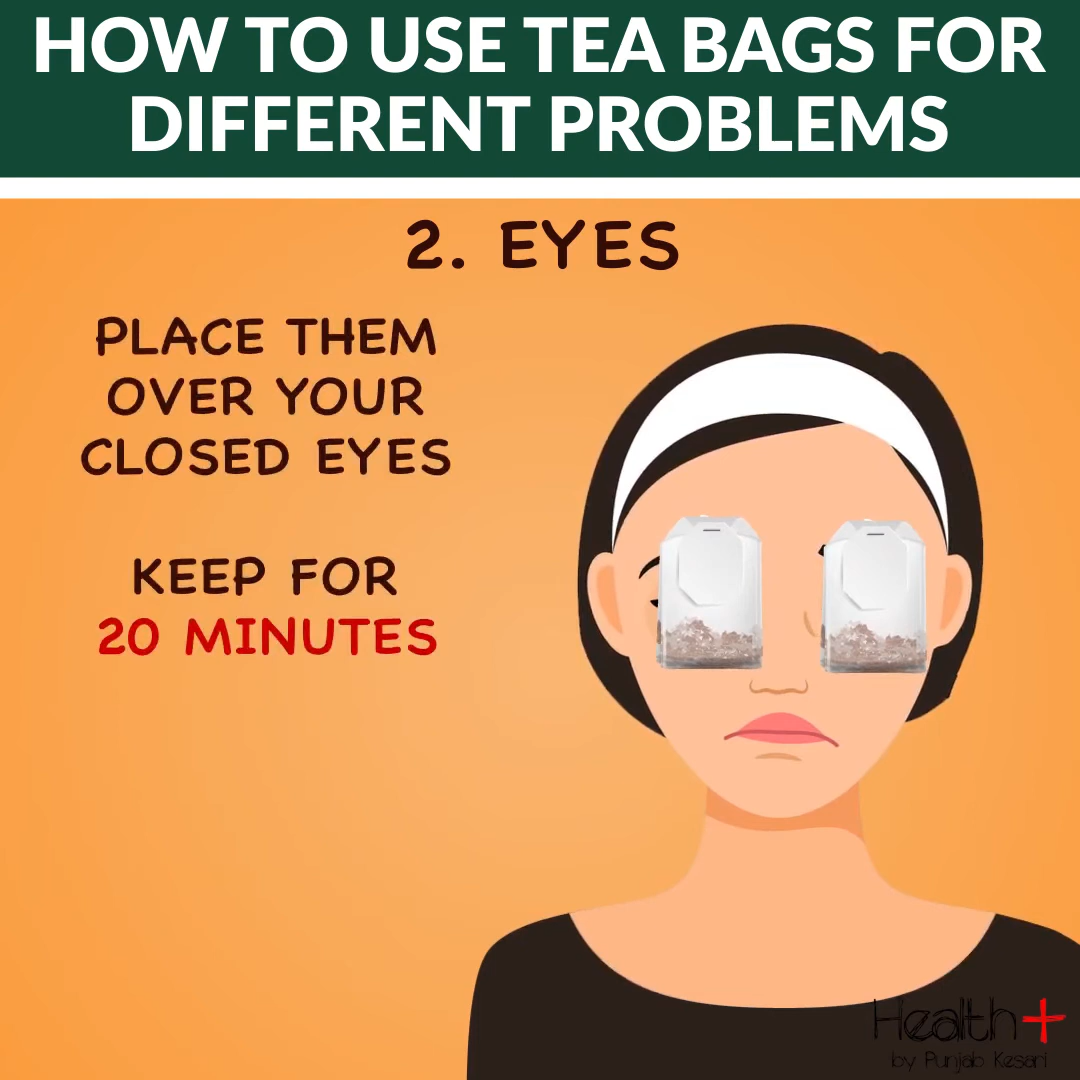 HOW TO USE TEA BAGS FOR
DIFFERENT PROBLEMS
2. EYES
PLACE THEM
OVER YOUR
CLOSED EYES
KEEP FOR
20 MINUTES
Health+
by Punjab Kesari